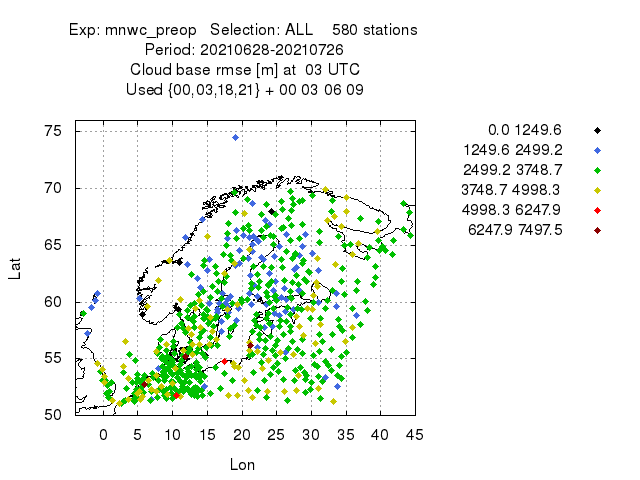 Exp: mnwc_preop   Selection: ALL    580 stations
Period: 20210628-20210726
Cloud base rmse [m] at  03 UTC
Used {00,03,18,21} + 00 03 06 09
0.0 1249.6
1249.6 2499.2
2499.2 3748.7
3748.7 4998.3
4998.3 6247.9
6247.9 7497.5
75
70
65
60
55
50
Lat
0 5 10 15 20 25 30 35 40 45
Lon